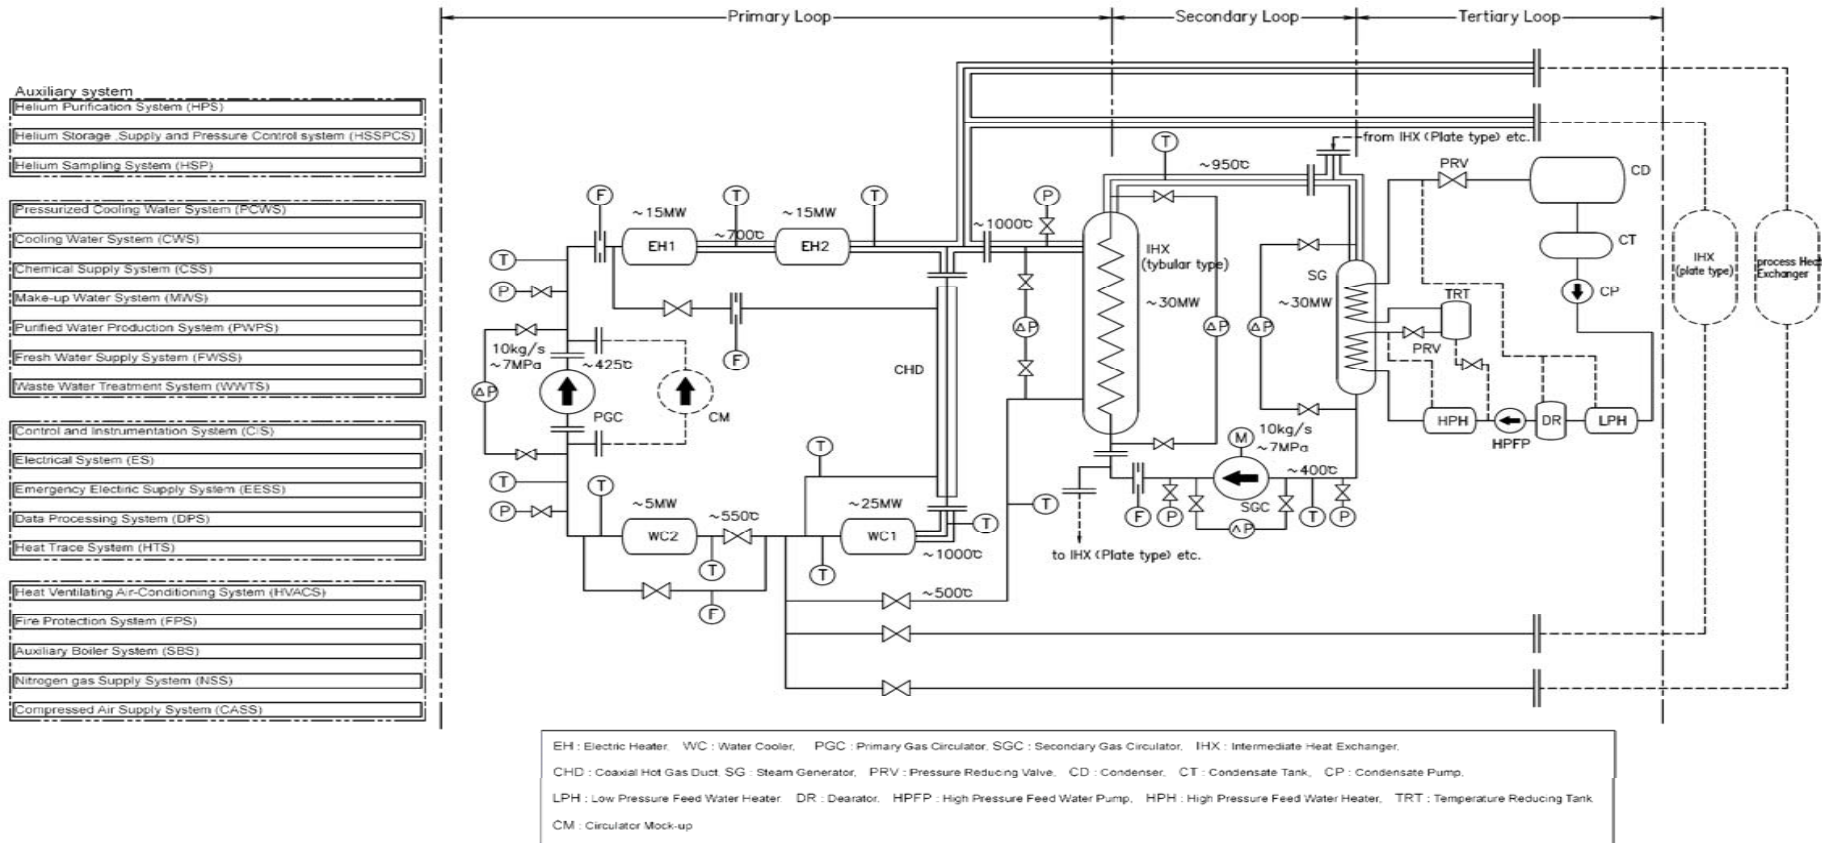 Primary Loop
Secondary Loop
Tertiary Loop
Auxiliary system
Helium Purification System (HPS)
Helium Storage ,Supply and Pressure Control system (HSSPCS)
Helium Sampling System (HSP)
Pressurized Cooling Water System (PCWS)
Cooling Water System (CWS)
Chemical Supply System (CSS)
Make-up Water System (MWS)
Purified Water Production System (PWPS)
Fresh Water Supply System (FWSS)
Waste Water Treatment System (WWTS)
Control and Instrumentation System (CIS)
Electrical System (ES)
Emergency Electiric Supply System (EESS)
Data Processing System (DPS)
Heat Trace System (HTS)
Heat Ventilating Air-Conditioning System (HVACS)
Fire Protection System (FPS)
Auxiliary Boiler System (SBS)
Nitrogen gas Supply System (NSS)
Compressed Air Supply System (CASS)
F
~15MW
T
~15MW
T
EH1
~700℃
EH2
~1000℃
P
T
P
F
10kg/s
~7MPa
~425℃
ΔP
PGC
CM
CHD
ΔP
T
P
T
~5MW
~550℃
WC2
T
F
T
~25MW
WC1
T
T
~1000℃
T
~500℃
T
~950℃
from IHX (Plate type) etc.
IHX
(tybular type)
~30MW
ΔP
ΔP
SG
~30MW
M
10kg/s
~7MPa
~400℃
SGC
F
P
ΔP
T
P
to IHX (Plate type) etc.
PRV
CD
CT
CP
TRT
PRV
HPH
HPFP
DR
LPH
IHX
(plate type)
process Heat
Exchanger
EH : Electric Heater, WC : Water Cooler, PGC : Primary Gas Circulator, SGC : Secondary Gas Circulator, IHX : Intermediate Heat Exchanger,
CHD : Coaxial Hot Gas Duct, SG : Steam Generator, PRV : Pressure Reducing Valve, CD : Condenser, CT : Condensate Tank, CP : Condensate Pump,
LPH : Low Pressure Feed Water Heater, DR : Dearator, HPFP : High Pressure Feed Water Pump, HPH : High Pressure Feed Water Heater, TRT : Temperature Reducing Tank
CM : Circulator Mock-up